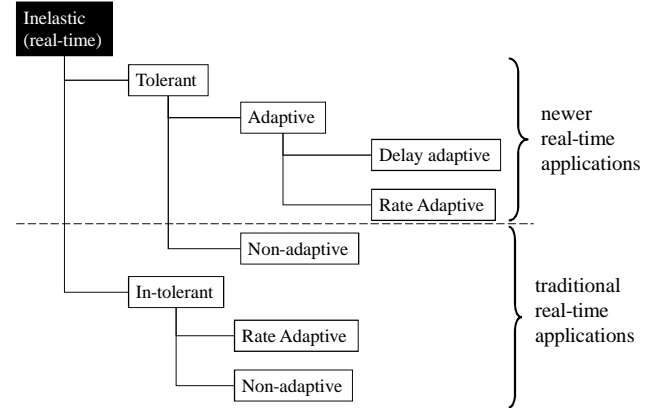 Inelastic
(real-time)
Tolerant
Adaptive
Delay adaptive
Rate Adaptive
newer
real-time
applications
Non-adaptive
In-tolerant
Rate Adaptive
Non-adaptive
traditional
real-time
applications